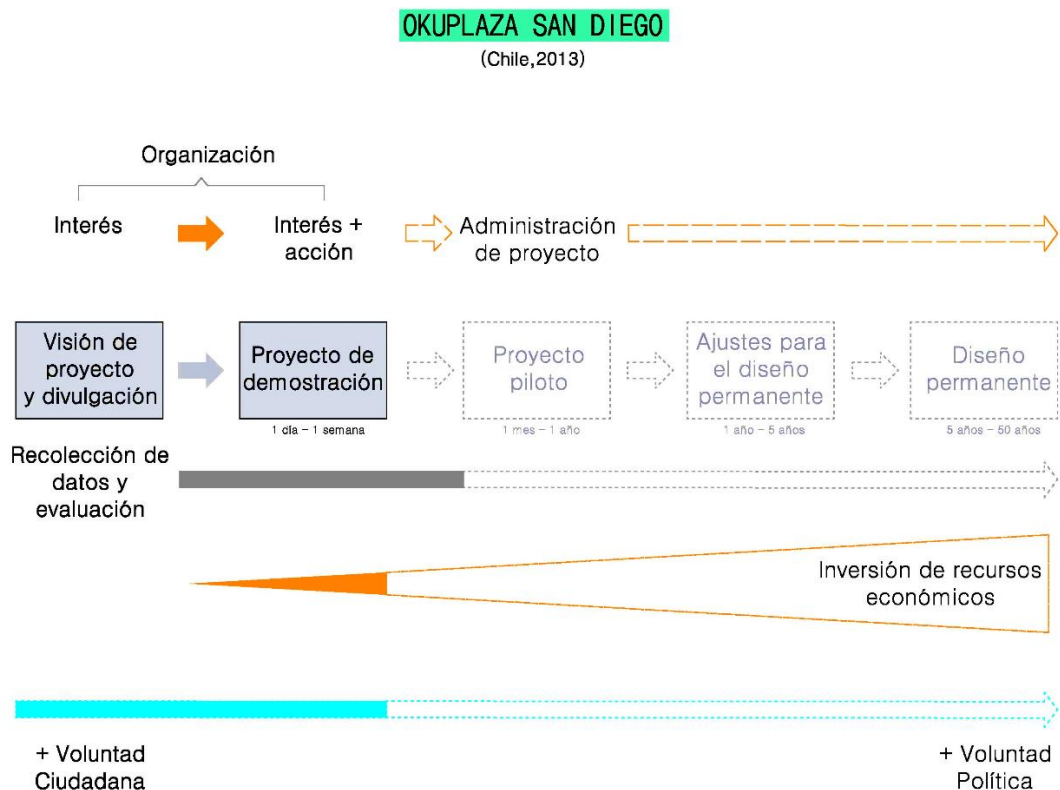 OKUPLAZA SAN DIEGO
(Chile,2013)
Organización
Interés
Interés +
acción
Administración
de proyecto
Visión de
proyecto
y divulgación
Proyecto de
demostración
Proyecto
piloto
Ajustes para
el diseño
permanente
Diseño
permanente
1 día – 1 semana
1 mes – 1 año
1 año – 5 años
5 años – 50 años
Recolección de
datos y
evaluación
Inversión de recursos
económicos
+ Voluntad
Ciudadana
+ Voluntad
Política